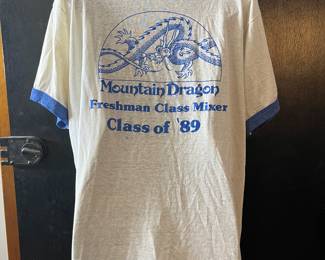 Mountain Dragon
Freshman Class Mixer
Class of '89